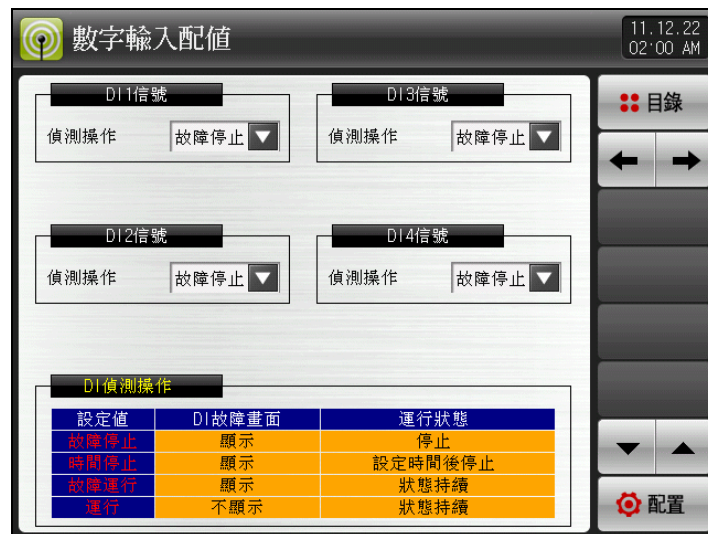 數字輸入配值
11.12.22
02:00 AM
DI1信號
偵測操作 故障停止
DI3信號
偵測操作 故障停止
DI2信號
偵測操作 故障停止
DI4信號
偵測操作 故障停止
DI偵測操作
設定值 DI故障畫面 運行狀態
故障停止 顯示 停止
時間停止 顯示 設定時間後停止
故障運行 顯示 狀態持續
運行 不顯示 狀態持續
目錄
配置